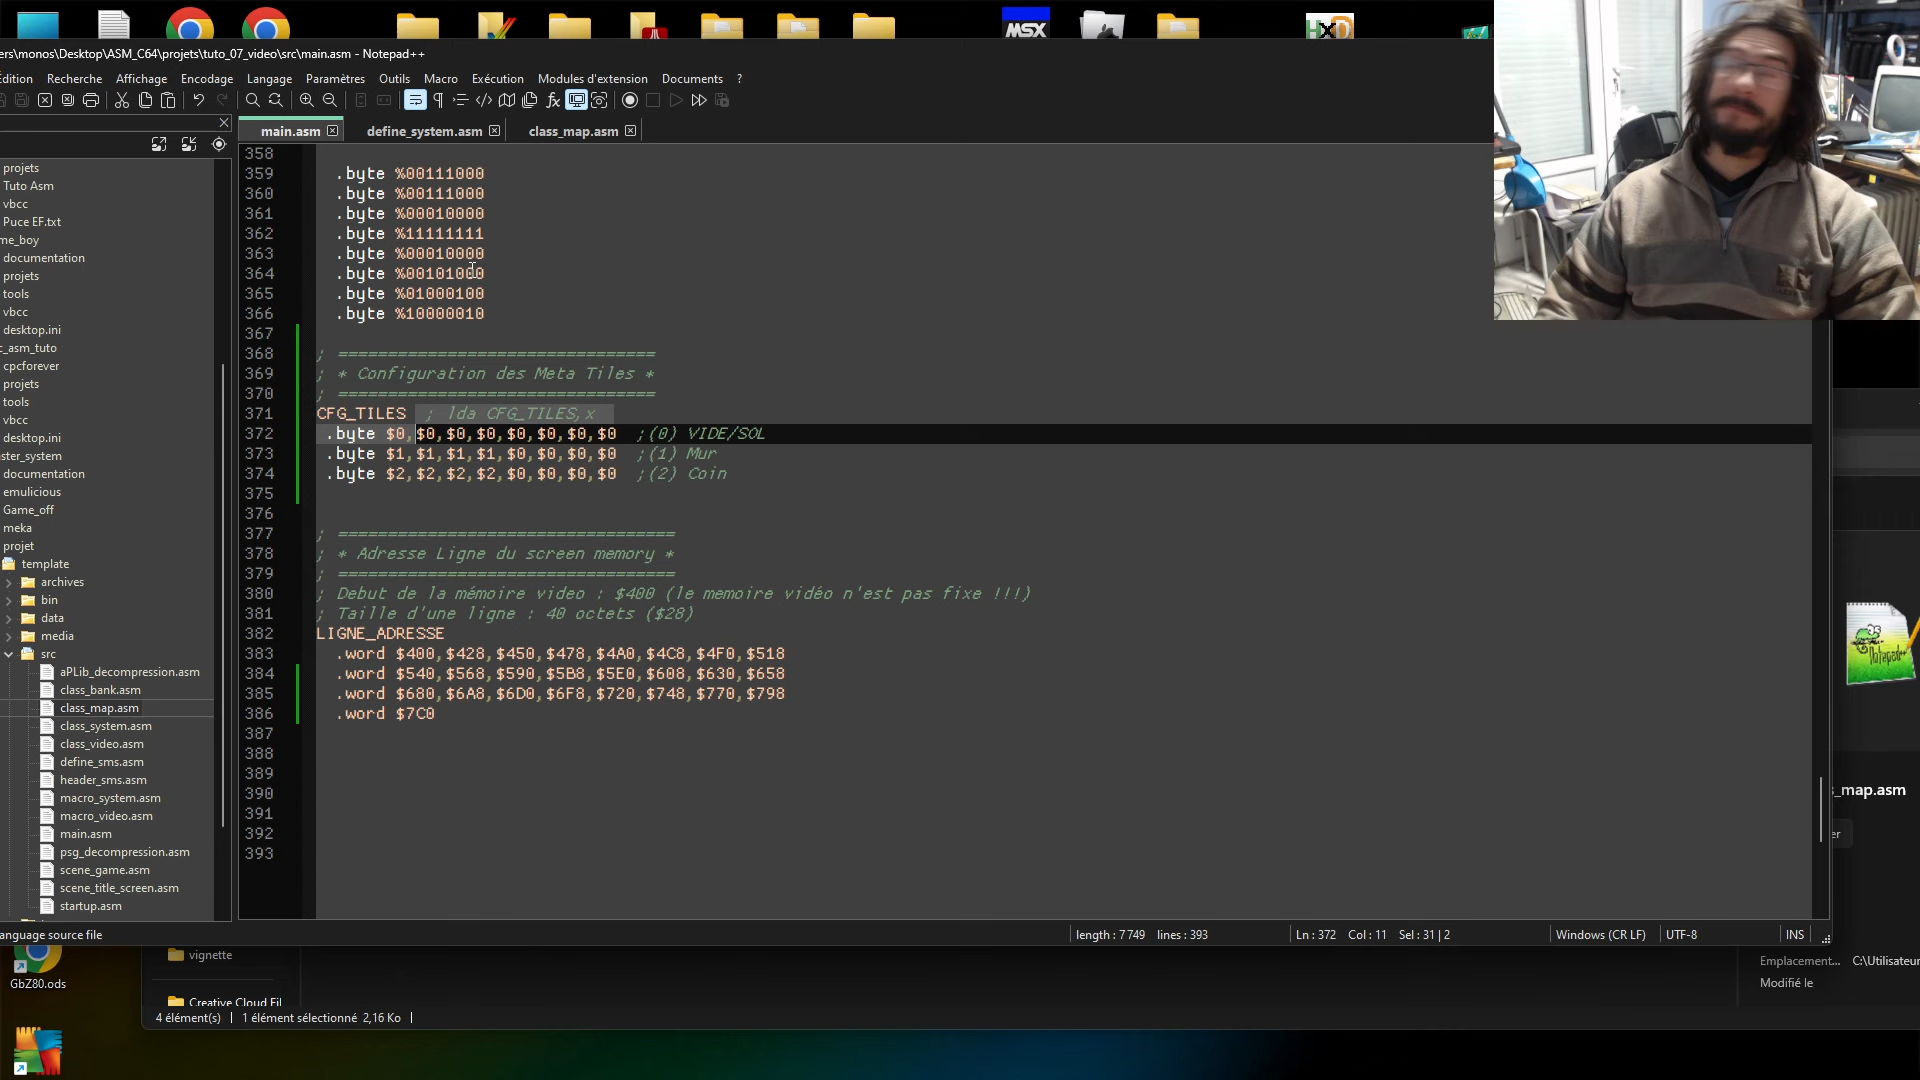 MSX
HxD
ers\monos\Desktop\ASM_C64\projets\tuto_07_video\src\main.asm - Notepad++
Edition Recherche Affichage Encodage Langage Paramètres Outils Macro Exécution Modules d'extension Documents ?
main.asm define_system.asm class_map.asm
projets
Tuto Asm
vbcc
Puce EF.txt
me_boy
documentation
projets
tools
vbcc
desktop.ini
c_asm_tuto
cpcforever
projets
tools
vbcc
desktop.ini
ster_system
documentation
emulicious
Game_off
meka
projet
template
archives
bin
data
media
src
aPLib_decompression.asm
class_bank.asm
class_map.asm
class_system.asm
class_video.asm
define_sms.asm
header_sms.asm
macro_system.asm
macro_video.asm
main.asm
psg_decompression.asm
scene_game.asm
scene_title_screen.asm
startup.asm
358
359 .byte %00111000
360 .byte %00111000
361 .byte %00010000
362 .byte %11111111
363 .byte %00010000
364 .byte %00101000
365 .byte %01000100
366 .byte %10000010
367
368 ; ================================
369 ; * Configuration des Meta Tiles *
370 ; ================================
371 CFG_TILES ; lda CFG_TILES,x
372 .byte $0,$0,$0,$0,$0,$0,$0,$0 ;(0) VIDE/SOL
373 .byte $1,$1,$1,$1,$0,$0,$0,$0 ;(1) Mur
374 .byte $2,$2,$2,$2,$0,$0,$0,$0 ;(2) Coin
375
376
377 ; ==================================
378 ; * Adresse Ligne du screen memory *
379 ; ==================================
380 ; Debut de la mémoire video : $400 (le memoire vidéo n'est pas fixe !!!)
381 ; Taille d'une ligne : 40 octets ($28)
382 LIGNE_ADRESSE
383 .word $400,$428,$450,$478,$4A0,$4C8,$4F0,$518
384 .word $540,$568,$590,$5B8,$5E0,$608,$630,$658
385 .word $680,$6A8,$6D0,$6F8,$720,$748,$770,$798
386 .word $7C0
387
388
389
390
391
392
393
anguage source file length : 7 749 lines : 393 Ln : 372 Col : 11 Sel : 31 | 2 Windows (CR LF) UTF-8 INS
Notepad++
s_map.asm
er
vignette
Creative Cloud Fil
4 élément(s) 1 élément sélectionné 2,16 Ko
Emplacement... C:\Utilisateur
Modifié le
GbZ80.ods